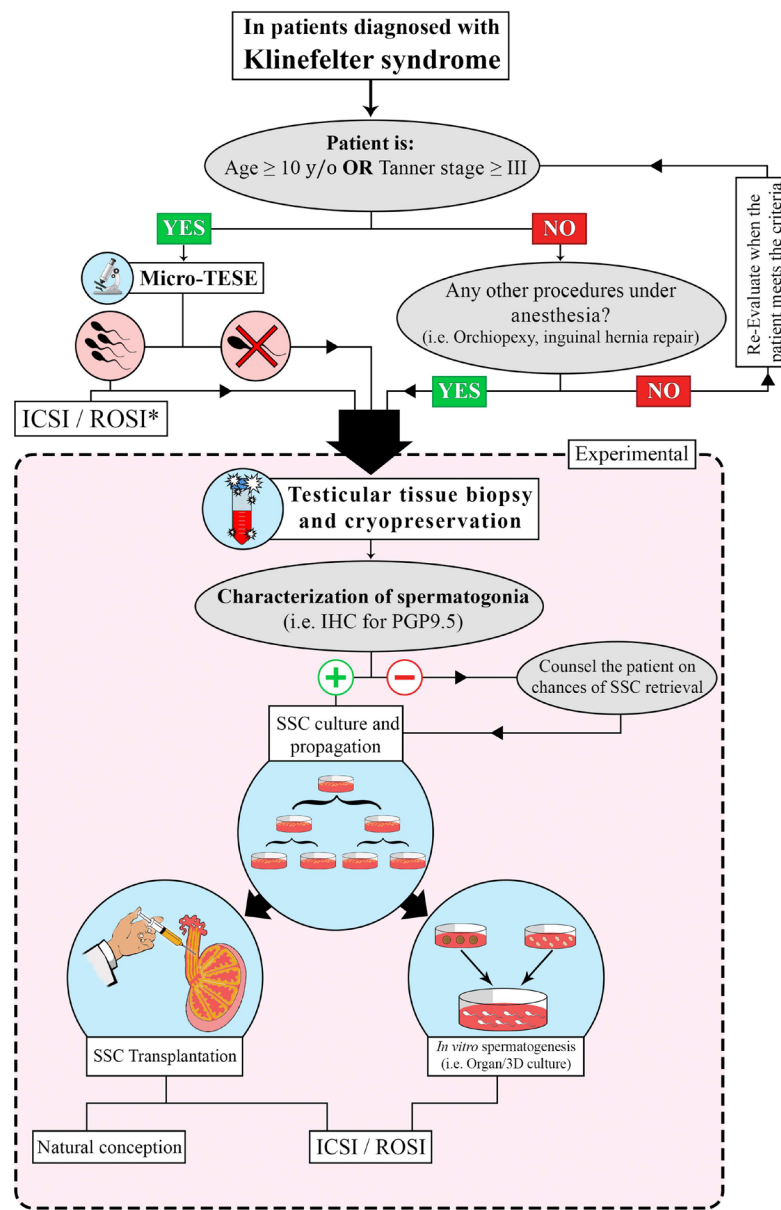 In patients diagnosed with
Klinefelter syndrome
Patient is:
Age ≥ 10 y/o OR Tanner stage ≥ III
YES
NO
Re-Evaluate when the
patient meets the criteria
Micro-TESE
Any other procedures under
anesthesia?
(i.e. Orchiopexy, inguinal hernia repair)
YES
NO
ICSI / ROSI*
Experimental
Testicular tissue biopsy
and cryopreservation
Characterization of spermatogonia
(i.e. IHC for PGP9.5)
Counsel the patient on
chances of SSC retrieval
SSC culture and
propagation
SSC Transplantation
In vitro spermatogenesis
(i.e. Organ/3D culture)
Natural conception
ICSI / ROSI